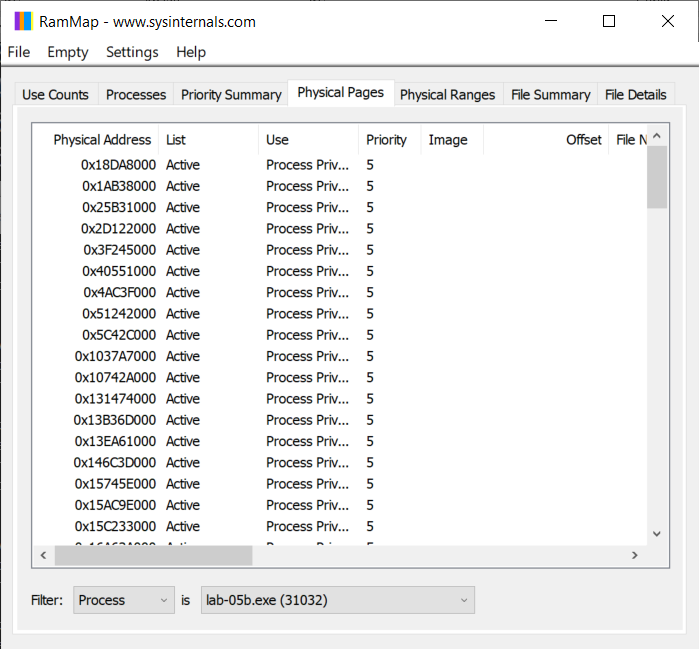 RamMap - www.sysinternals.com
File Empty Settings Help
Use Counts Processes Priority Summary Physical Pages Physical Ranges File Summary File Details
Physical Address List Use Priority Image Offset File N
0x18DA8000 Active Process Priv... 5
0x1AB38000 Active Process Priv... 5
0x25B31000 Active Process Priv... 5
0x2D122000 Active Process Priv... 5
0x3F245000 Active Process Priv... 5
0x40551000 Active Process Priv... 5
0x4AC3F000 Active Process Priv... 5
0x51242000 Active Process Priv... 5
0x5C42C000 Active Process Priv... 5
0x1037A7000 Active Process Priv... 5
0x10742A000 Active Process Priv... 5
0x131474000 Active Process Priv... 5
0x13B36D000 Active Process Priv... 5
0x13EA61000 Active Process Priv... 5
0x146C3D000 Active Process Priv... 5
0x15745E000 Active Process Priv... 5
0x15AC9E000 Active Process Priv... 5
0x15C233000 Active Process Priv... 5
Filter: Process is lab-05b.exe (31032)